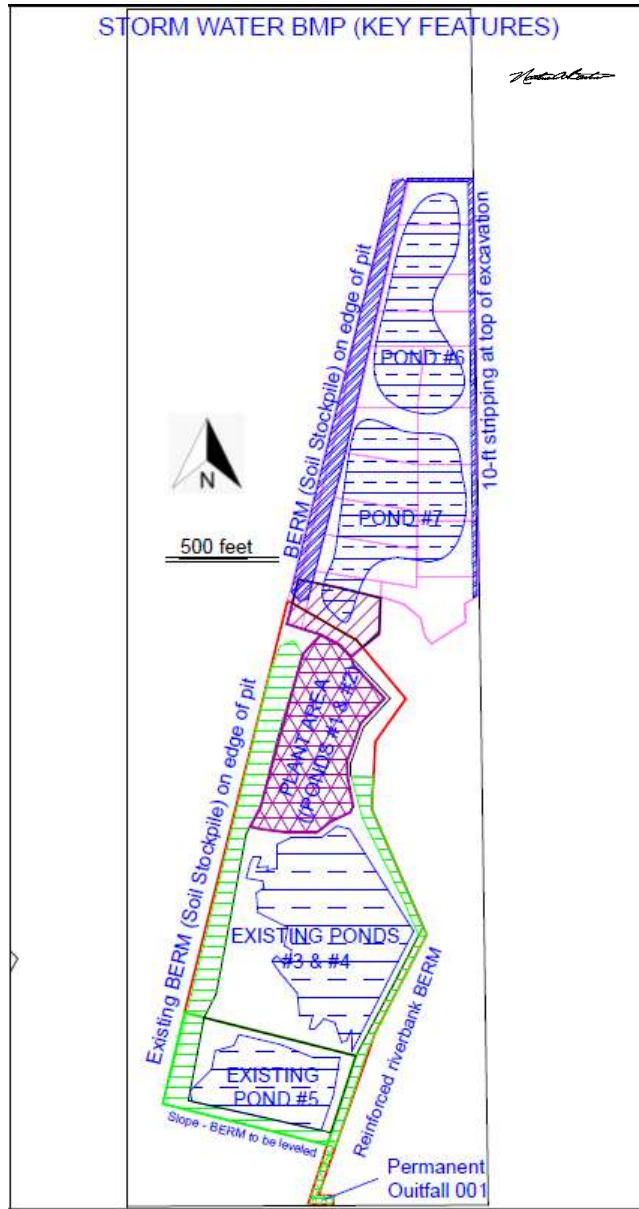 STORM WATER BMP (KEY FEATURES)
BERM (Soil Stockpile) on edge of pit
10-ft stripping at top of excavation
POND #6
N
POND #7
500 feet
Existing BERM (Soil Stockpile) on edge of pit
PLANT AREA
(PONDS #1 & #2)
EXISTING PONDS
#3 & #4
Reinforced riverbank BERM
EXISTING
POND #5
Slope - BERM to be leveled
Permanent
Ouitfall 001